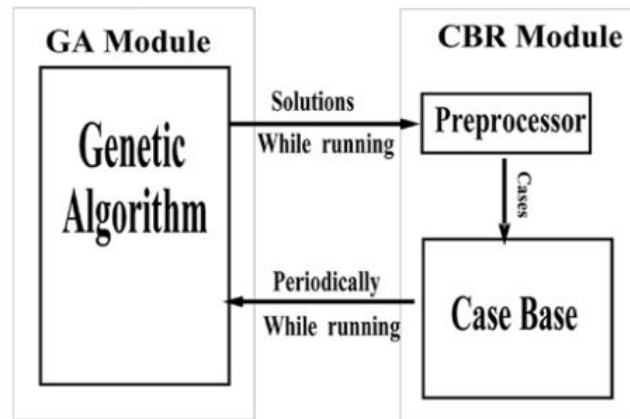 GA Module
CBR Module
Genetic
Algorithm
Solutions
While running
Preprocessor
Cases
Periodically
While running
Case Base